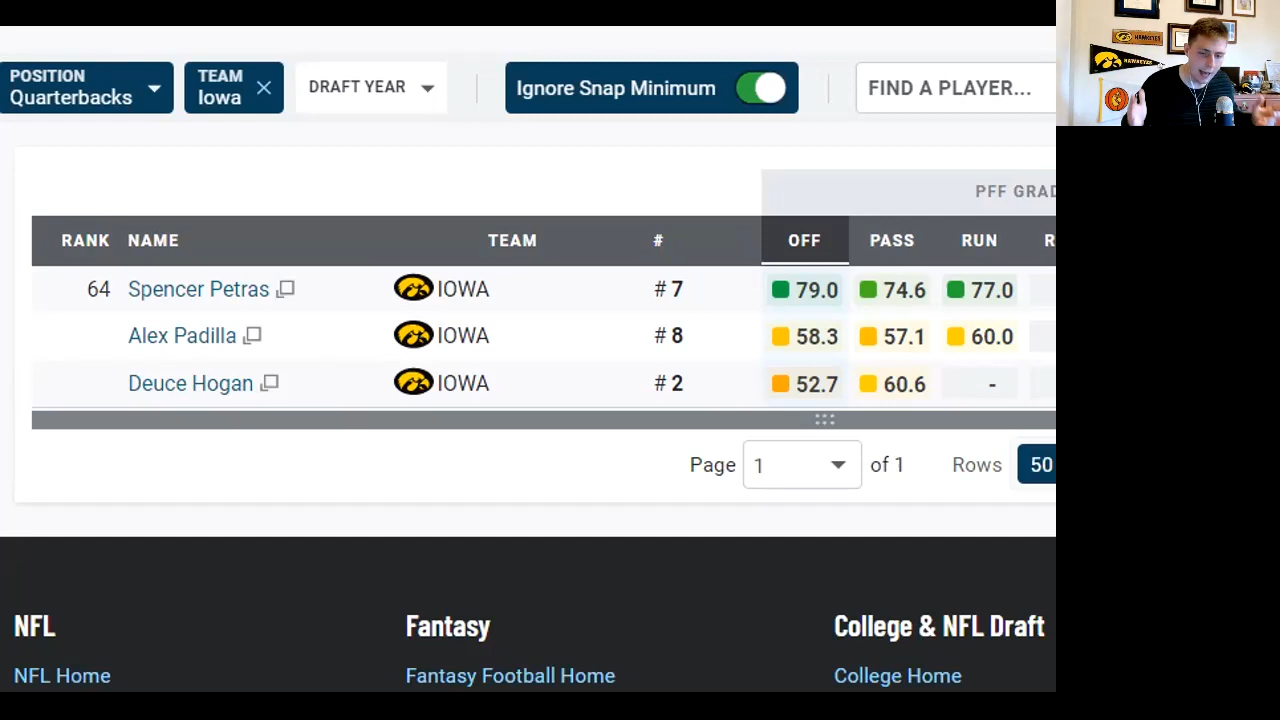 POSITION
Quarterbacks
TEAM
Iowa
DRAFT YEAR
Ignore Snap Minimum
FIND A PLAYER...
HAWKEYES
HAWKEYES
PFF GRAD
RANK NAME TEAM # OFF PASS RUN R
64 Spencer Petras IOWA # 7 79.0 74.6 77.0
Alex Padilla IOWA # 8 58.3 57.1 60.0
Deuce Hogan IOWA # 2 52.7 60.6 -
Page 1 of 1 Rows 50
NFL Fantasy College & NFL Draft
NFL Home Fantasy Football Home College Home